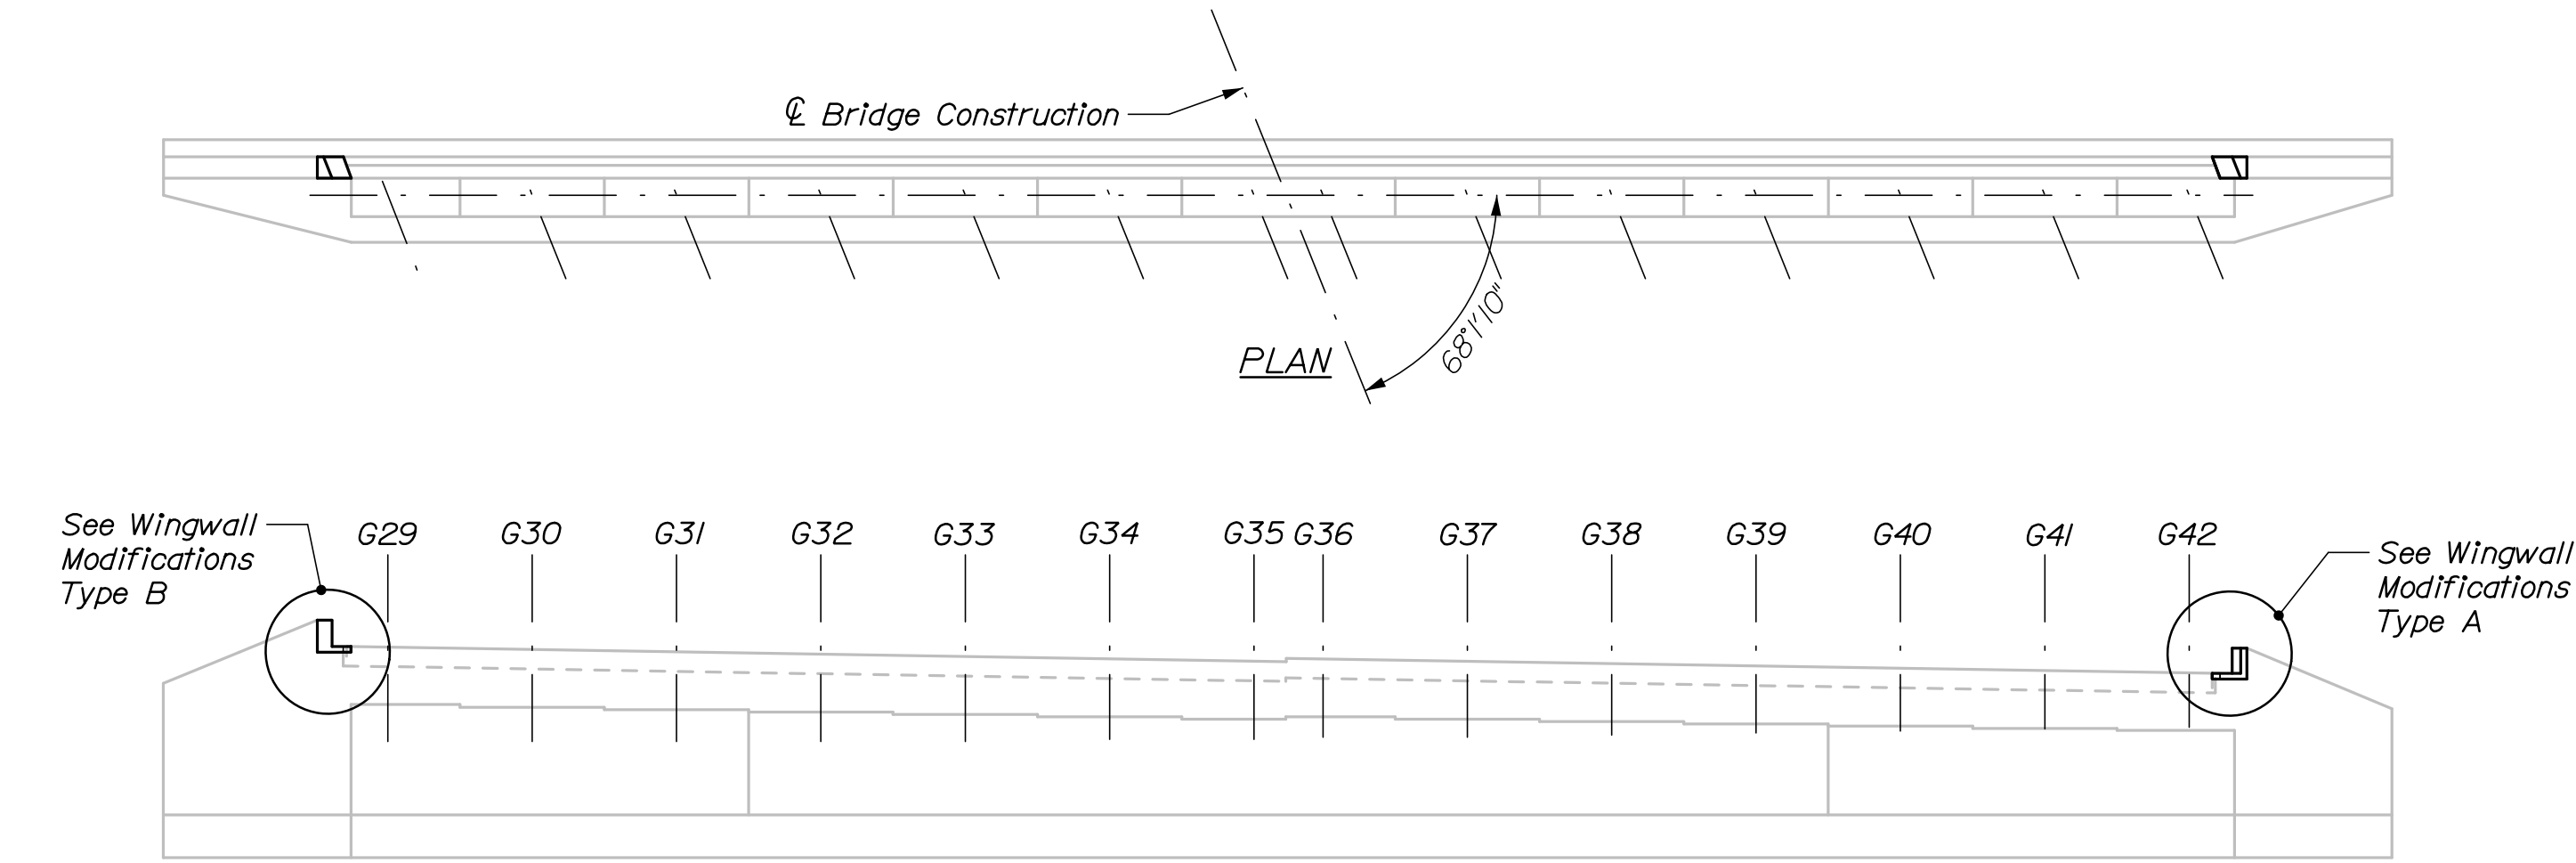 ℄ Bridge Construction
68°1'10"
PLAN
See Wingwall
Modifications
Type B
G29 G30 G31 G32 G33 G34 G35 G36 G37 G38 G39 G40 G41 G42
See Wingwall
Modifications
Type A